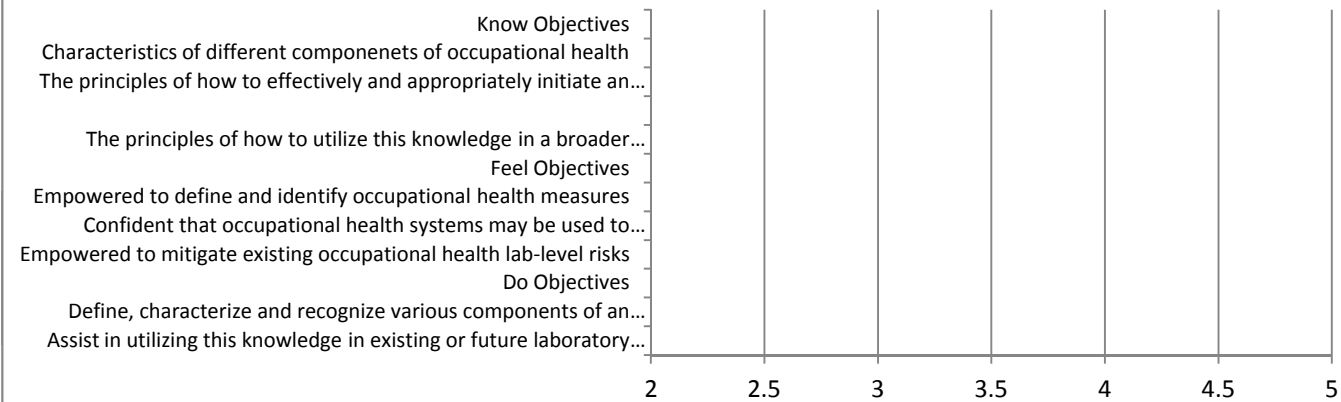 Know Objectives
Characteristics of different componenets of occupational health
The principles of how to effectively and appropriately initiate an...
The principles of how to utilize this knowledge in a broader...
Feel Objectives
Empowered to define and identify occupational health measures
Confident that occupational health systems may be used to...
Empowered to mitigate existing occupational health lab-level risks
Do Objectives
Define, characterize and recognize various components of an...
Assist in utilizing this knowledge in existing or future laboratory...
2 2.5 3 3.5 4 4.5 5